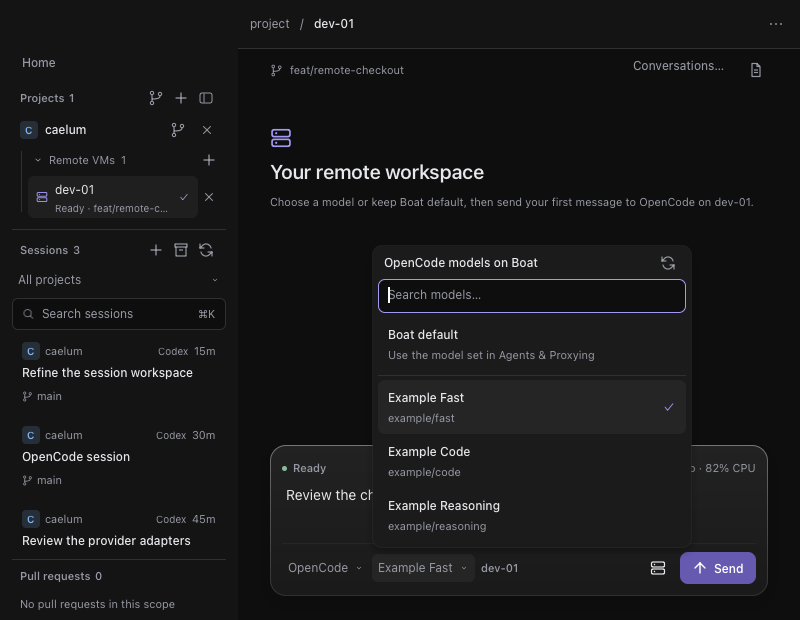 project / dev-01
Home
Projects 1
C caelum
Remote VMs 1
dev-01
Ready · feat/remote-c...
Sessions 3
All projects
Search sessions ⌘K
C caelum Codex 15m
Refine the session workspace
main
C caelum Codex 30m
OpenCode session
main
C caelum Codex 45m
Review the provider adapters
Pull requests 0
No pull requests in this scope
feat/remote-checkout Conversations...
Your remote workspace
Choose a model or keep Boat default, then send your first message to OpenCode on dev-01.
OpenCode models on Boat
Search models...
Boat default
Use the model set in Agents & Proxying
Example Fast
example/fast
Example Code
example/code
Example Reasoning
example/reasoning
Ready · 82% CPU
Review the ch
OpenCode Example Fast dev-01 Send